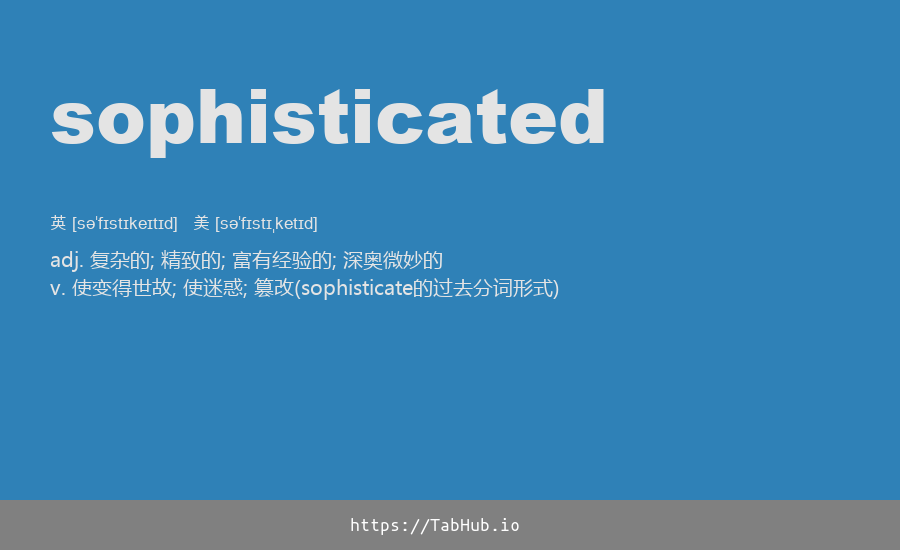 sophisticated
英 [səˈfɪstɪkeɪtɪd] 美 [səˈfɪstɪˌketɪd]
adj. 复杂的; 精致的; 富有经验的; 深奥微妙的
v. 使变得世故; 使迷惑; 篡改(sophisticate的过去分词形式)
https://TabHub.io